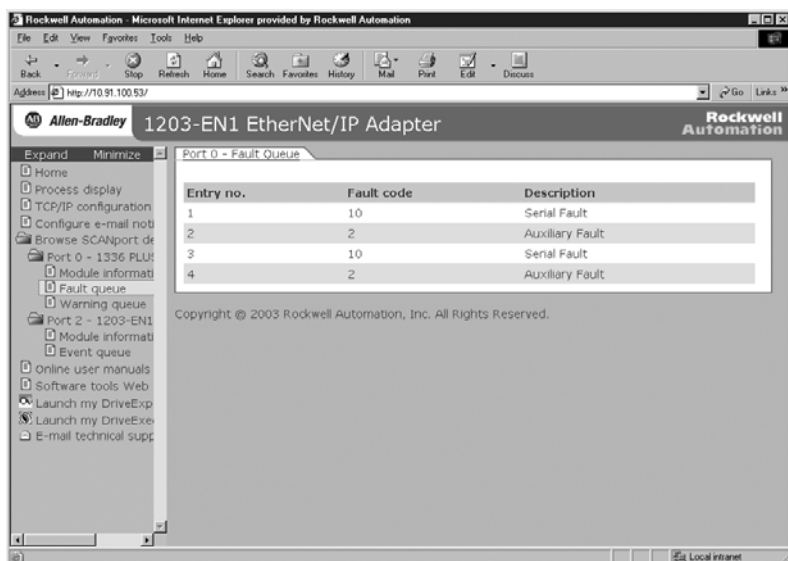 Rockwell Automation - Microsoft Internet Explorer provided by Rockwell Automation
File Edit View Favorites Tools Help
Back Forward Stop Refresh Home Search Favorites History Mail Print Edit Discuss
Address http://10.91.100.53/ Go Links »
AB Allen-Bradley 1203-EN1 EtherNet/IP Adapter Rockwell Automation
Expand Minimize
Home
Process display
TCP/IP configuration
Configure e-mail noti
Browse SCANport de
Port 0 - 1336 PLUS
Module informati
Fault queue
Warning queue
Port 2 - 1203-EN1
Module informati
Event queue
Online user manuals
Software tools Web
Launch my DriveExp
Launch my DriveExe
E-mail technical supp
Port 0 - Fault Queue
Entry no. Fault code Description
1 10 Serial Fault
2 2 Auxiliary Fault
3 10 Serial Fault
4 2 Auxiliary Fault
Copyright © 2003 Rockwell Automation, Inc. All Rights Reserved.
Local intranet